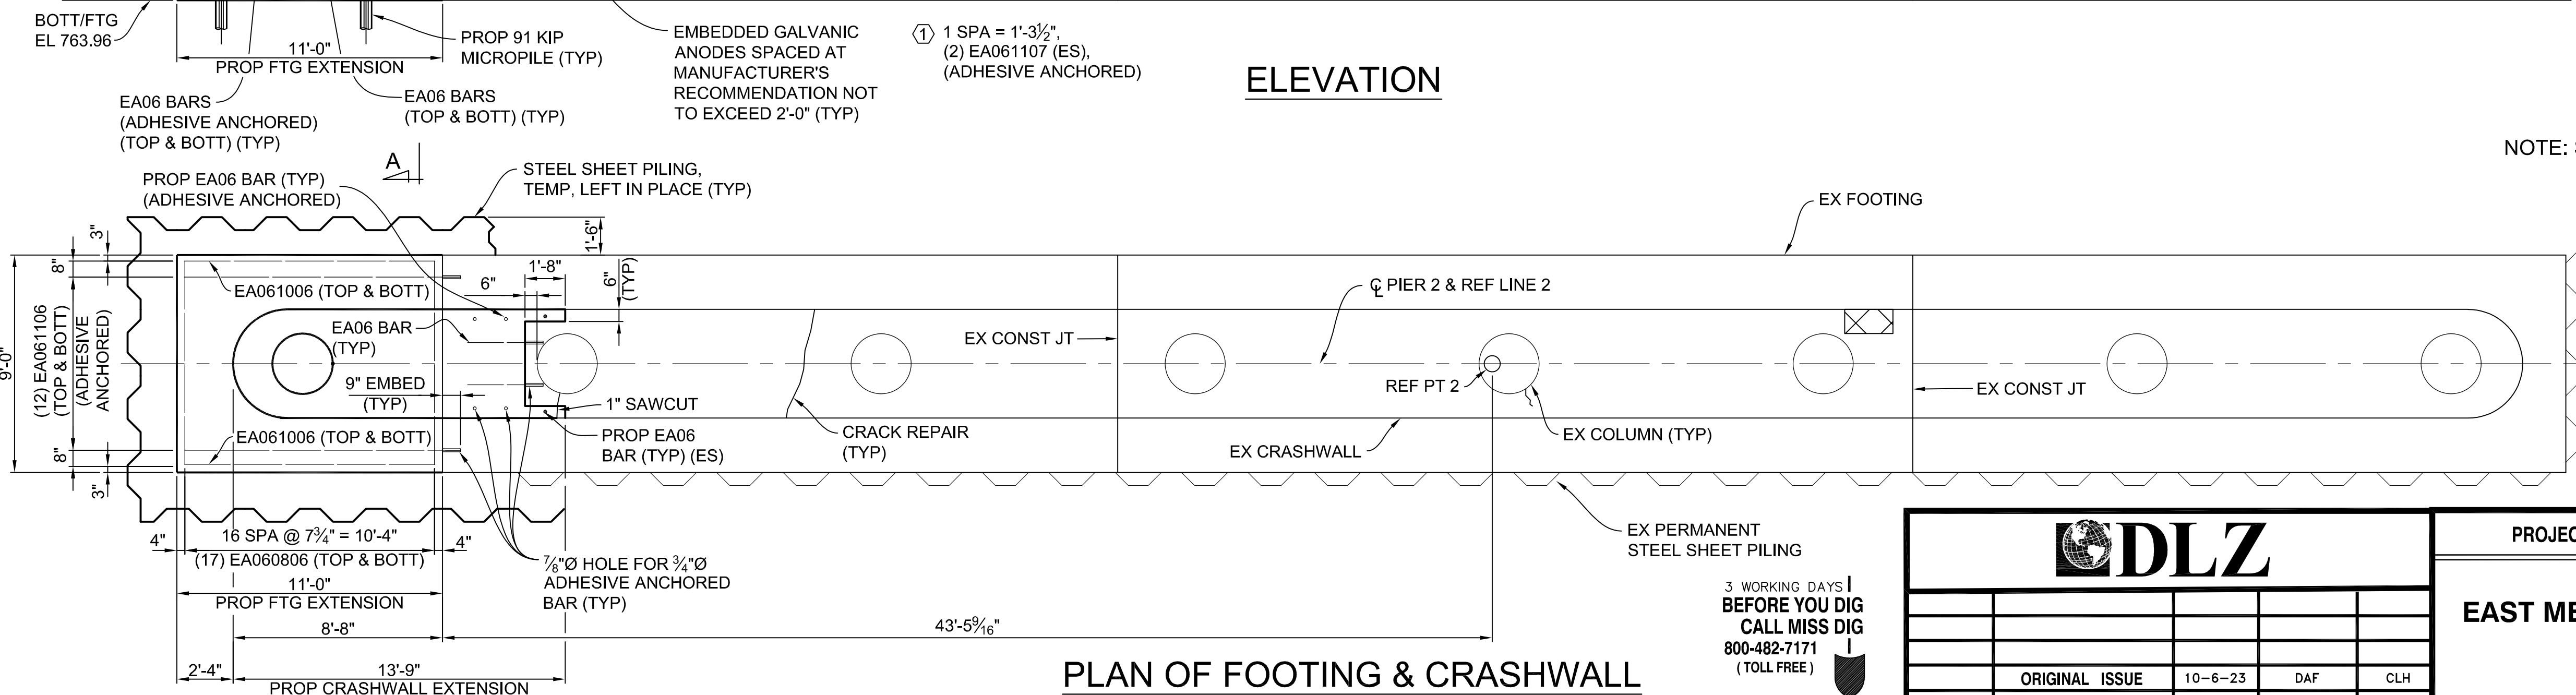 BOTT/FTG
EL 763.96
11'-0"
PROP FTG EXTENSION
PROP 91 KIP
MICROPILE (TYP)
EMBEDDED GALVANIC
ANODES SPACED AT
MANUFACTURER'S
RECOMMENDATION NOT
TO EXCEED 2'-0" (TYP)
1 1 SPA = 1'-3½",
(2) EA061107 (ES),
(ADHESIVE ANCHORED)
ELEVATION
EA06 BARS
(ADHESIVE ANCHORED)
(TOP & BOTT) (TYP)
EA06 BARS
(TOP & BOTT) (TYP)
A
NOTE:
PROP EA06 BAR (TYP)
(ADHESIVE ANCHORED)
STEEL SHEET PILING,
TEMP, LEFT IN PLACE (TYP)
EX FOOTING
3"
8"
1'-6"
1'-8"
6"
6"
(TYP)
EA061006 (TOP & BOTT)
℄ PIER 2 & REF LINE 2
9'-0"
(12) EA061106
(TOP & BOTT)
(ADHESIVE
ANCHORED)
EA06 BAR
(TYP)
EX CONST JT
9" EMBED
(TYP)
REF PT 2
EX CONST JT
1" SAWCUT
EA061006 (TOP & BOTT)
PROP EA06
BAR (TYP) (ES)
CRACK REPAIR
(TYP)
EX CRASHWALL
EX COLUMN (TYP)
8"
3"
4"
16 SPA @ 7¾" = 10'-4"
4"
(17) EA060806 (TOP & BOTT)
11'-0"
PROP FTG EXTENSION
⅞"Ø HOLE FOR ¾"Ø
ADHESIVE ANCHORED
BAR (TYP)
EX PERMANENT
STEEL SHEET PILING
8'-8"
43'-5⁹⁄₁₆"
2'-4"
13'-9"
PROP CRASHWALL EXTENSION
PLAN OF FOOTING & CRASHWALL
3 WORKING DAYS
BEFORE YOU DIG
CALL MISS DIG
800-482-7171
(TOLL FREE)
DLZ
ORIGINAL ISSUE 10-6-23 DAF CLH
PROJEC
EAST ME